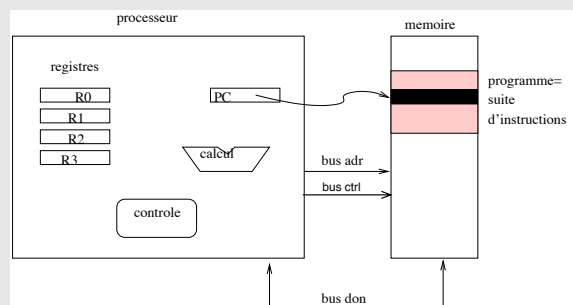 processeur
memoire
registres
R0
R1
R2
R3
PC
calcul
controle
programme=
suite
d'instructions
bus adr
bus ctrl
bus don